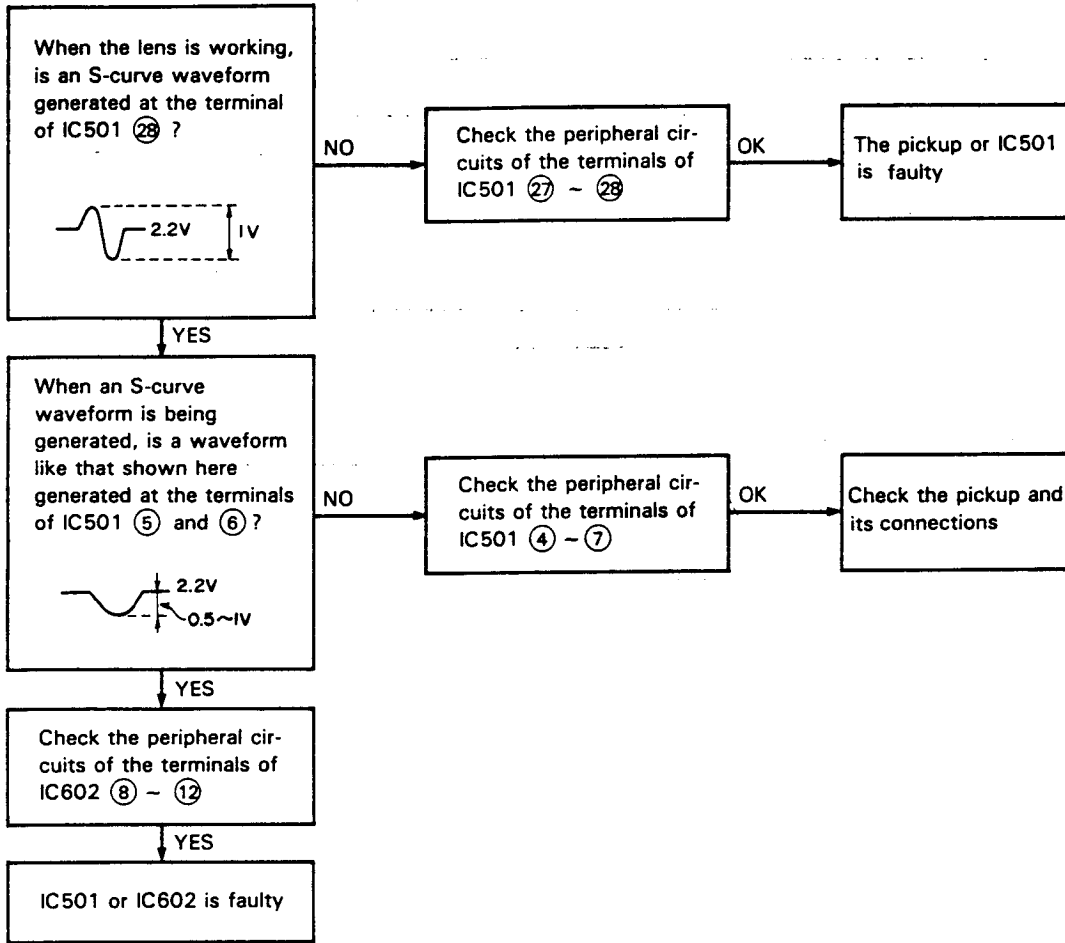 When the lens is working,
is an S-curve waveform
generated at the terminal
of IC501 ㉘ ?
2.2V
1V
NO
Check the peripheral cir-
cuits of the terminals of
IC501 ㉗ ~ ㉘
OK
The pickup or IC501
is faulty
YES
When an S-curve
waveform is being
generated, is a waveform
like that shown here
generated at the terminals
of IC501 ⑤ and ⑥ ?
2.2V
0.5~1V
NO
Check the peripheral cir-
cuits of the terminals of
IC501 ④ ~ ⑦
OK
Check the pickup and
its connections
YES
Check the peripheral cir-
cuits of the terminals of
IC602 ⑧ ~ ⑫
YES
IC501 or IC602 is faulty